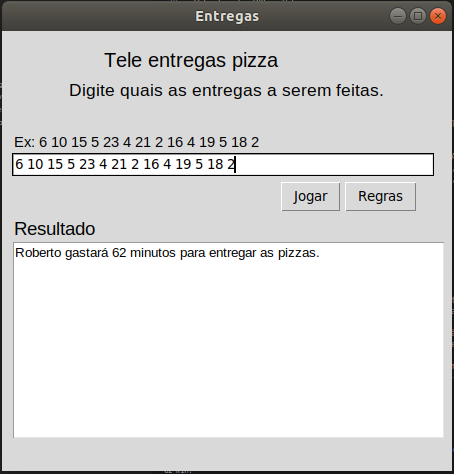 Entregas
Tele entregas pizza
Digite quais as entregas a serem feitas.
Ex: 6 10 15 5 23 4 21 2 16 4 19 5 18 2
6 10 15 5 23 4 21 2 16 4 19 5 18 2
Jogar Regras
Resultado
Roberto gastará 62 minutos para entregar as pizzas.